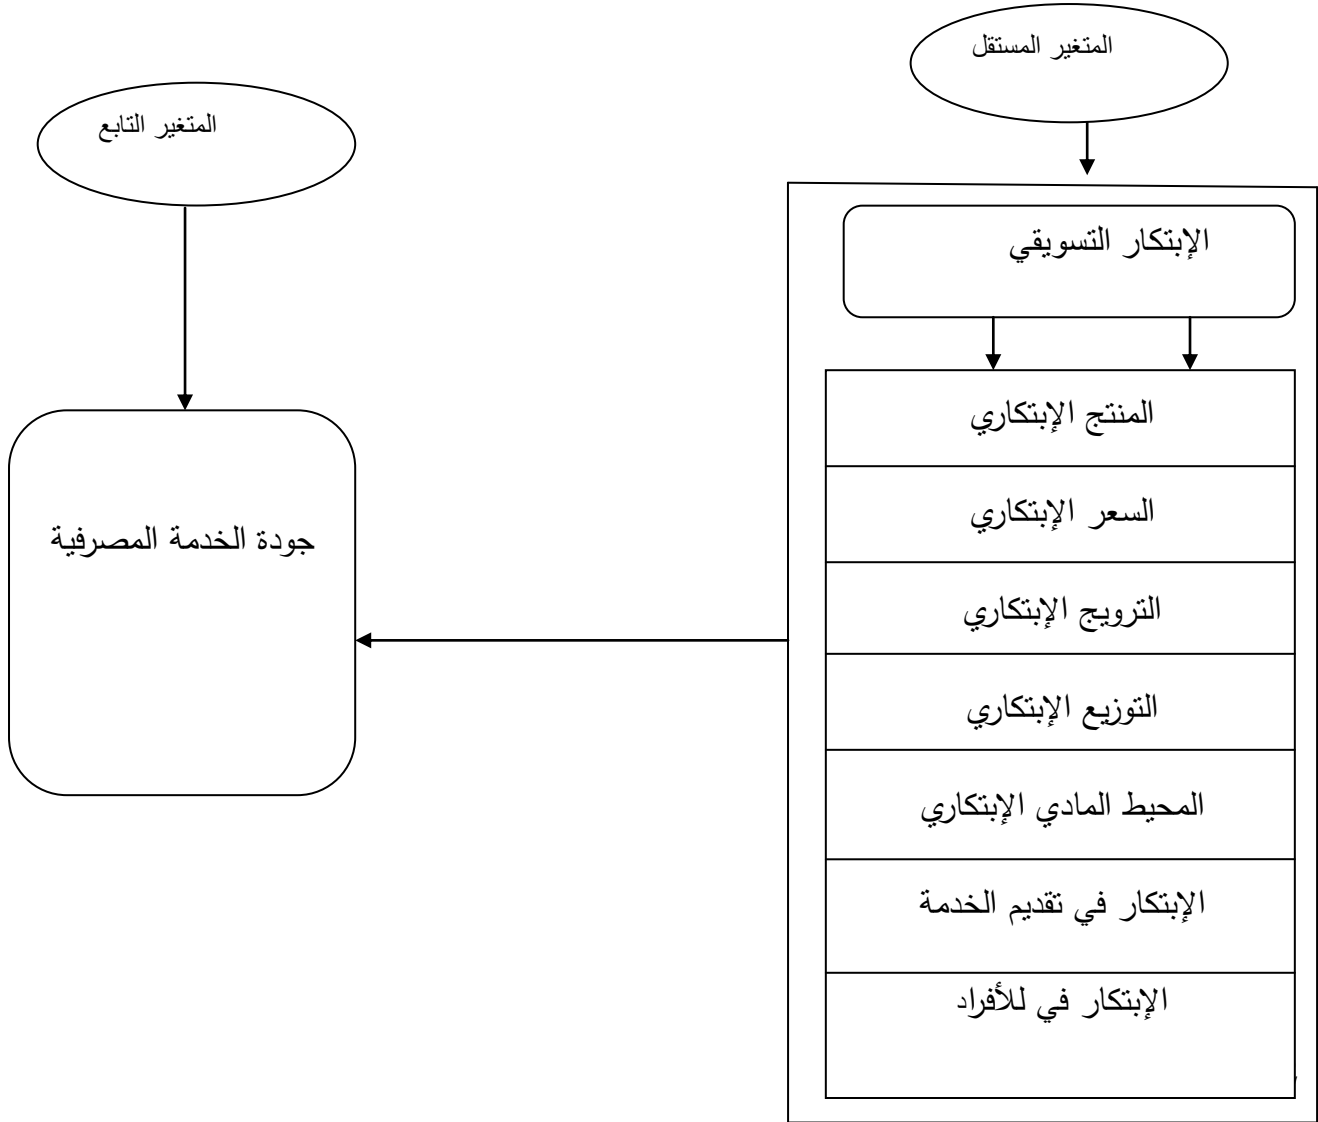 المتغير المستقل
المتغير التابع
الإبتكار التسويقي
المنتج الإبتكاري
السعر الإبتكاري
جودة الخدمة المصرفية
الترويج الإبتكاري
التوزيع الإبتكاري
المحيط المادي الإبتكاري
الإبتكار في تقديم الخدمة
الإبتكار في للأفراد